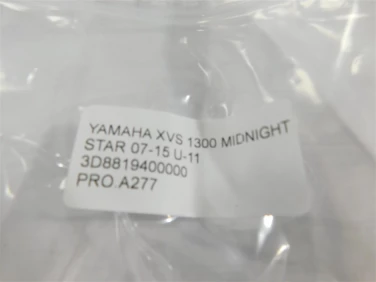 YAMAHA XVS 1300 MIDNIGHT
STAR 07-15 U-11
3D8819400000
PRO.A277